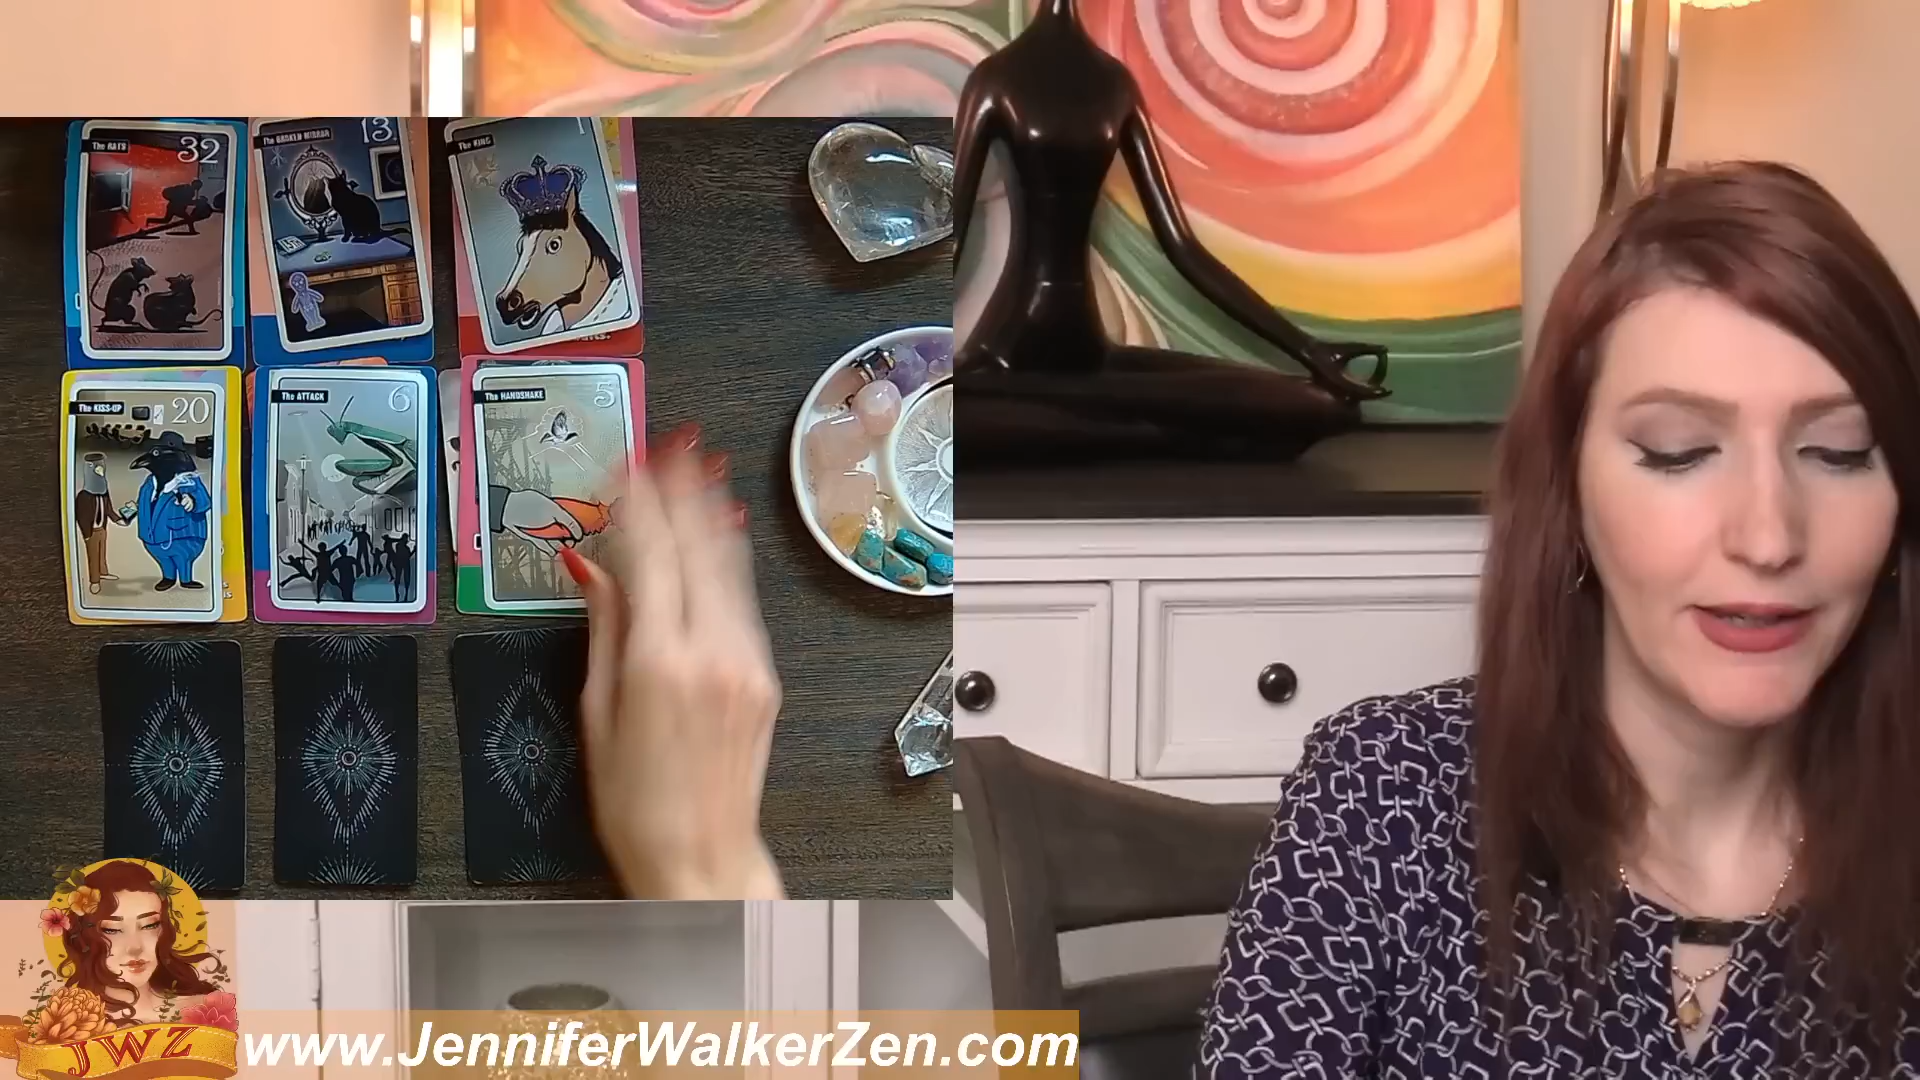 The RATS
32
The BROKEN MIRROR
13
The KING
1
The KISS-UP
20
The ATTACK
6
The HANDSHAKE
5
JWZ
www.JenniferWalkerZen.com